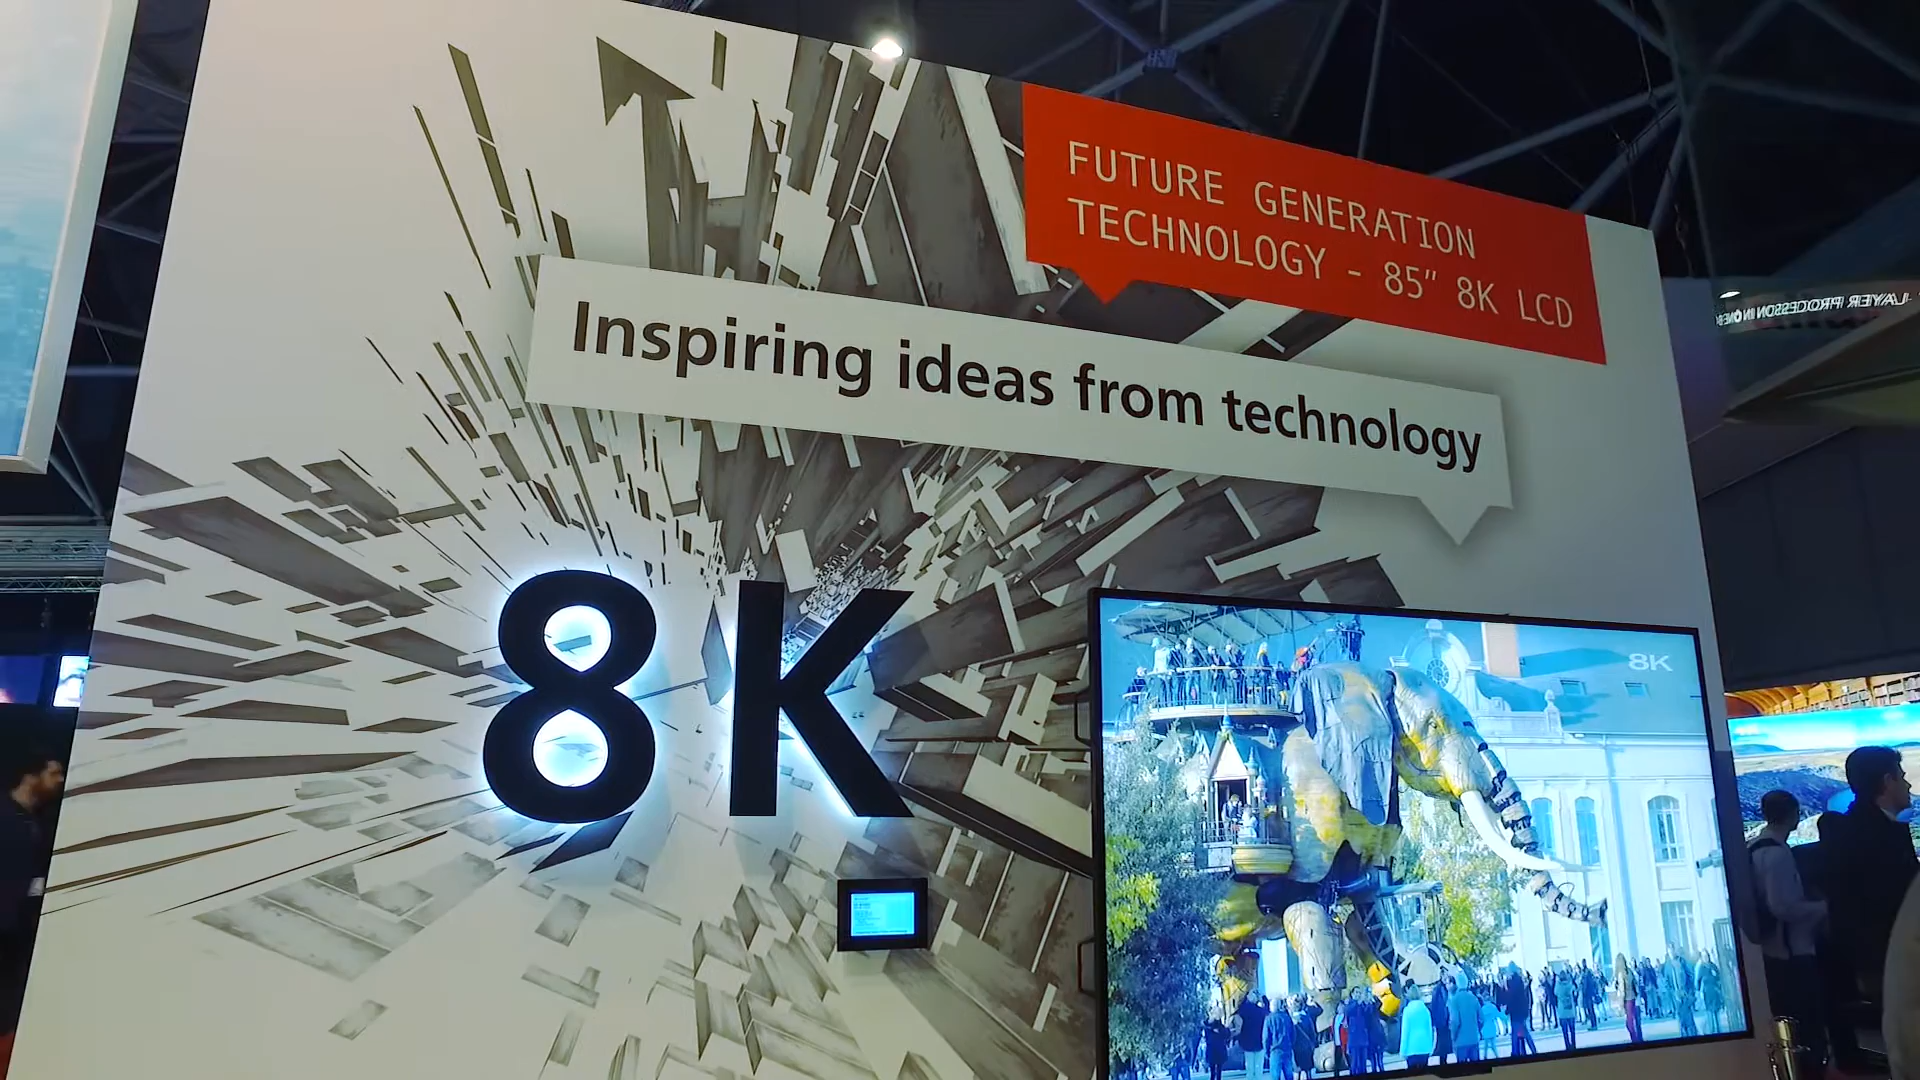 FUTURE GENERATION
TECHNOLOGY - 85" 8K LCD
Inspiring ideas from technology
8K
8K